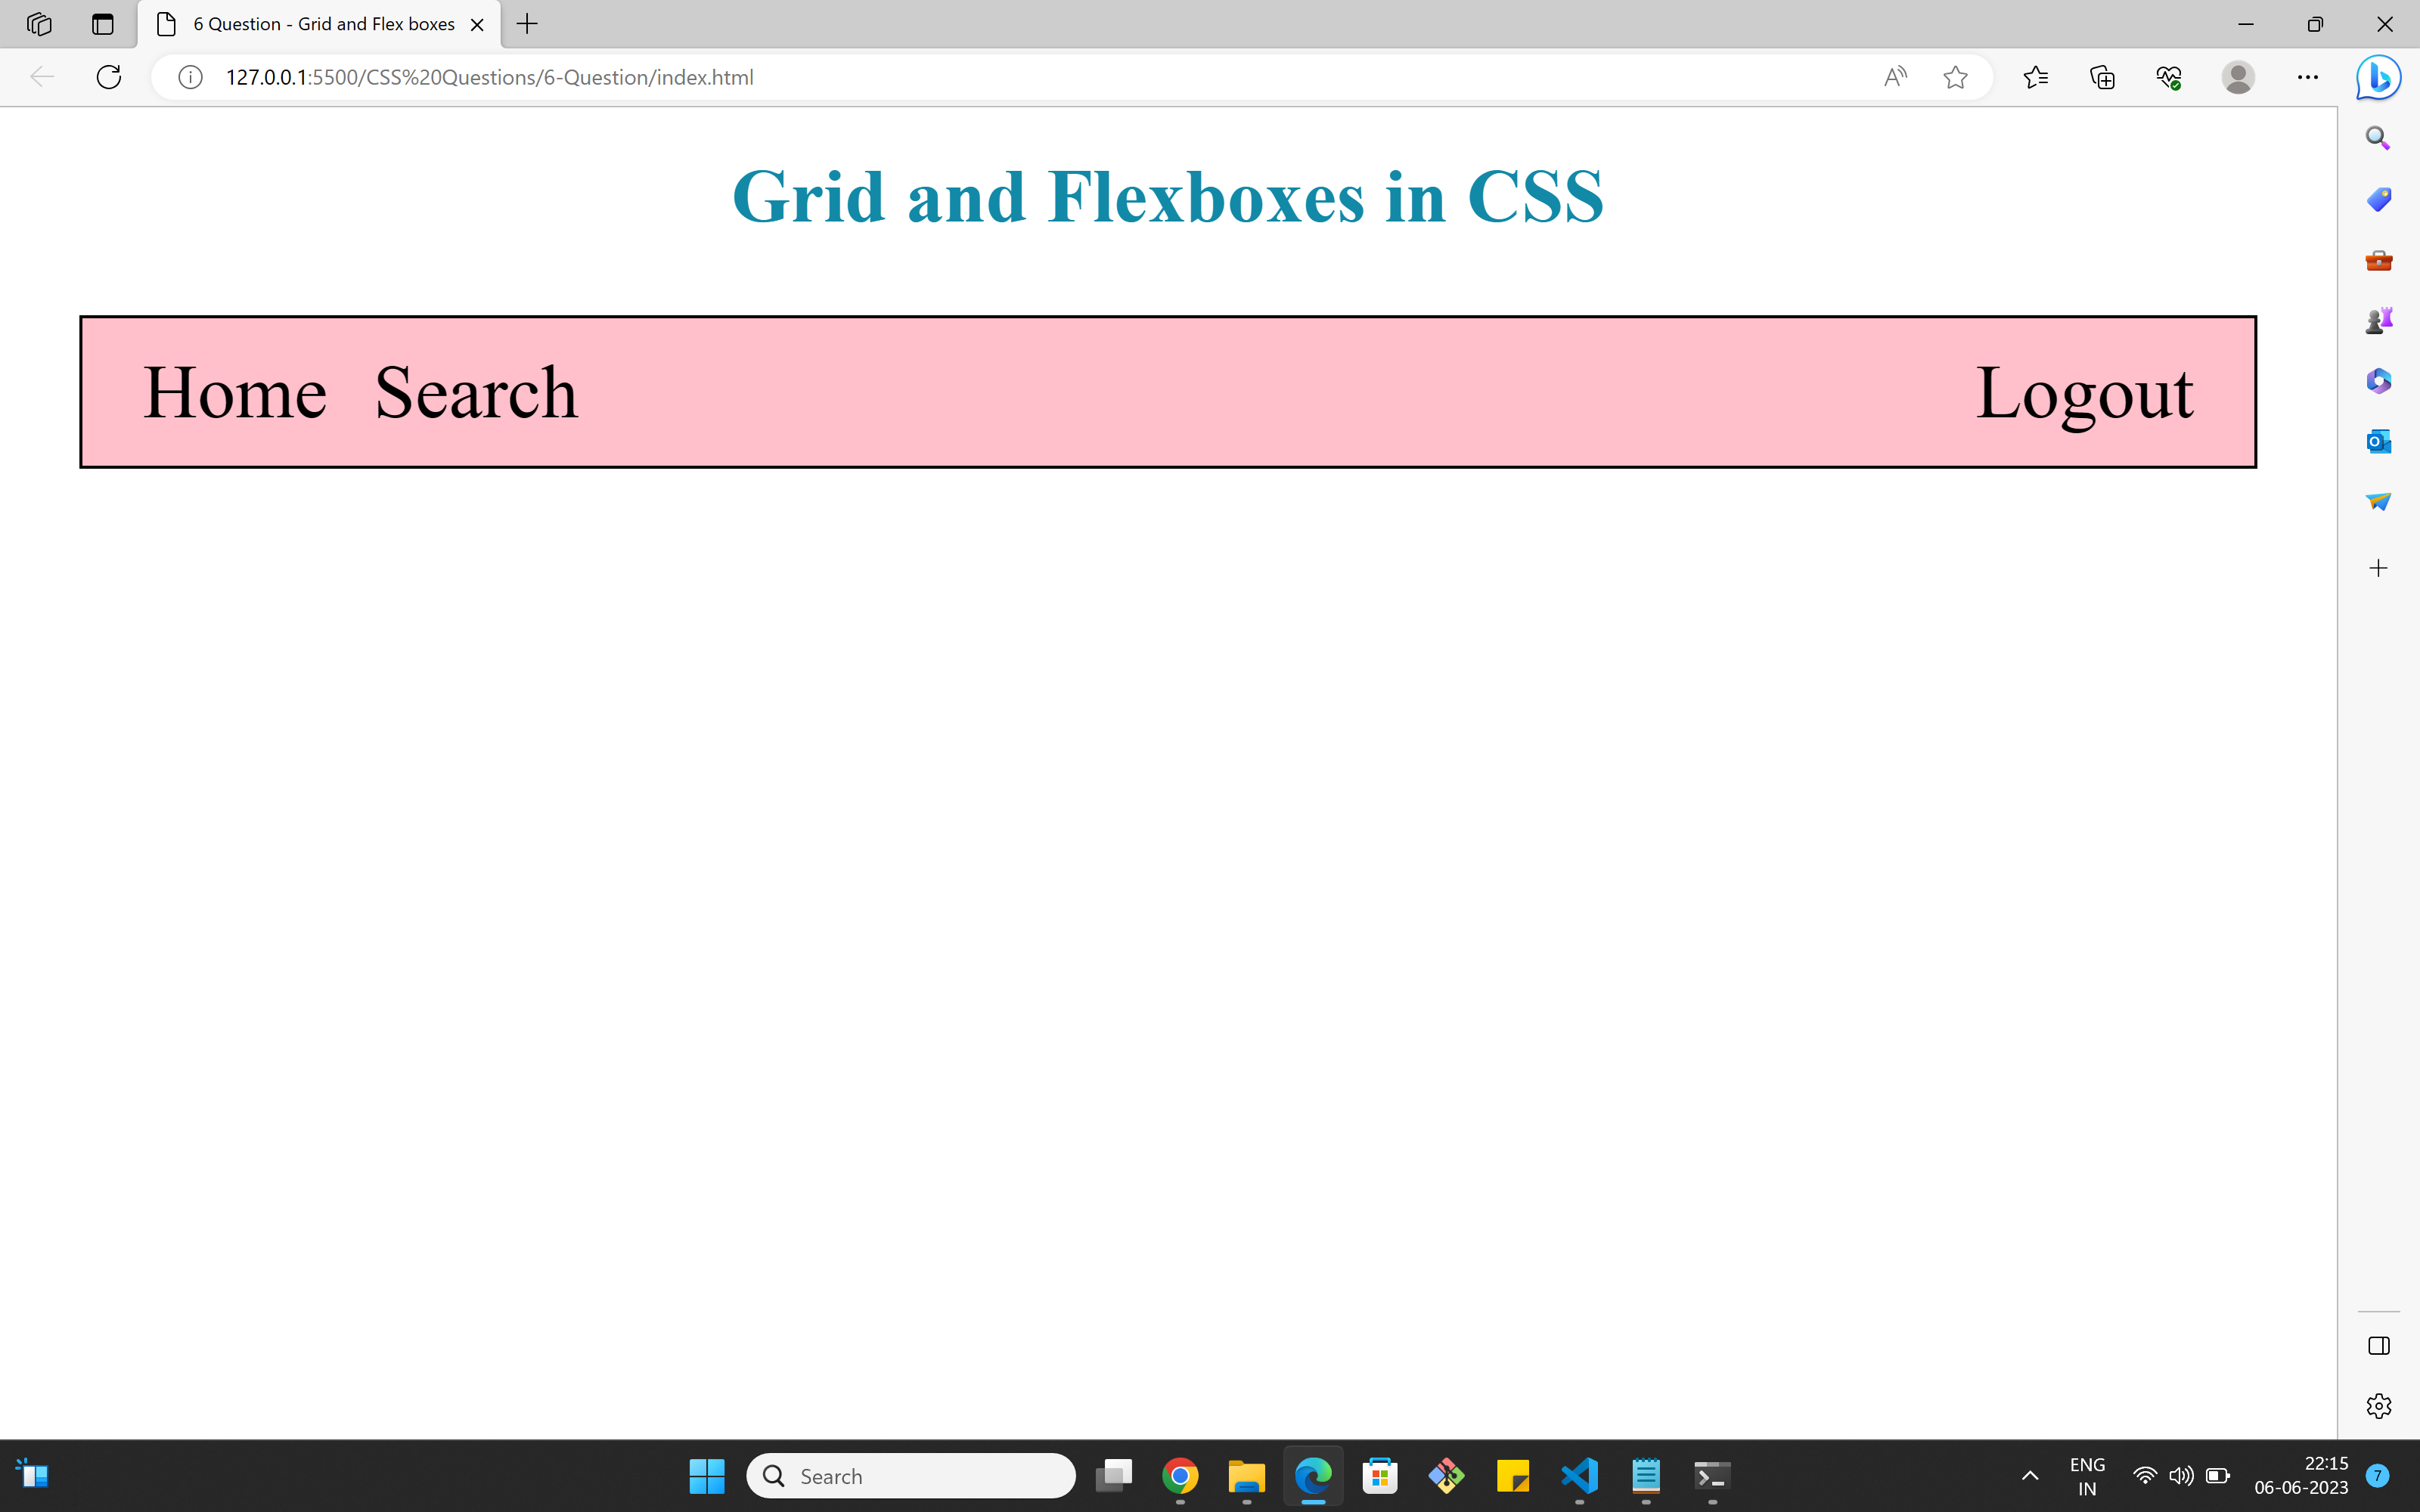 6 Question - Grid and Flex boxes
127.0.0.1:5500/CSS%20Questions/6-Question/index.html
Grid and Flexboxes in CSS
Home Search Logout
Search
ENG
IN
22:15
06-06-2023
7